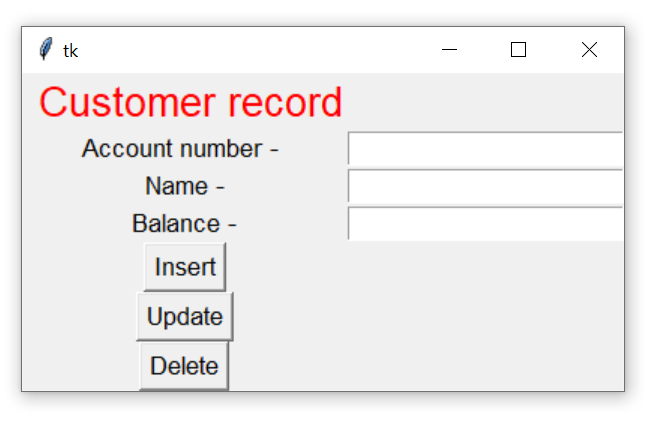 tk
Customer record
Account number -
Name -
Balance -
Insert
Update
Delete